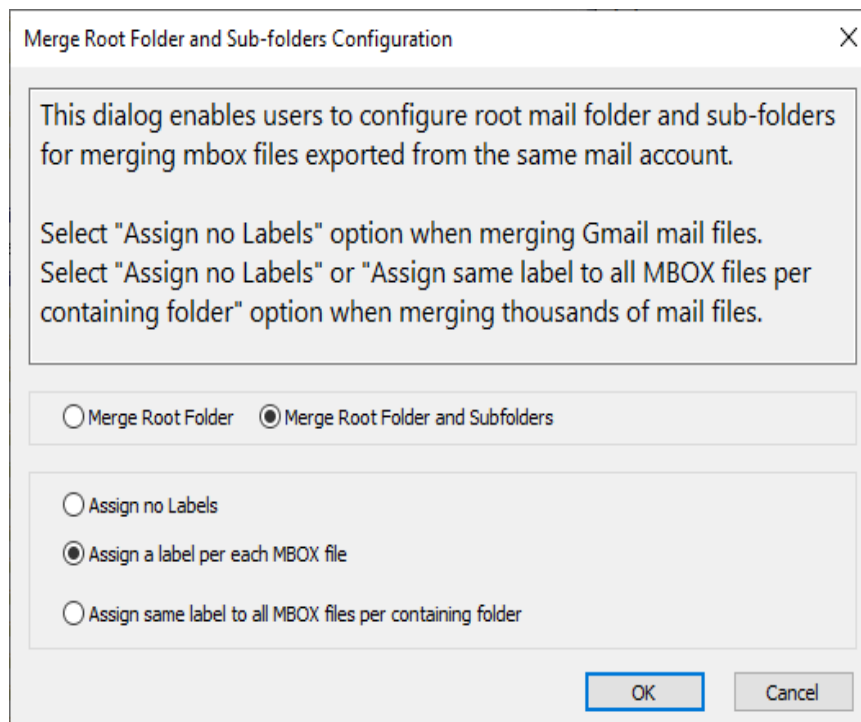 Merge Root Folder and Sub-folders Configuration
This dialog enables users to configure root mail folder and sub-folders
for merging mbox files exported from the same mail account.
Select "Assign no Labels" option when merging Gmail mail files.
Select "Assign no Labels" or "Assign same label to all MBOX files per
containing folder" option when merging thousands of mail files.
Merge Root Folder Merge Root Folder and Subfolders
Assign no Labels
Assign a label per each MBOX file
Assign same label to all MBOX files per containing folder
OK Cancel